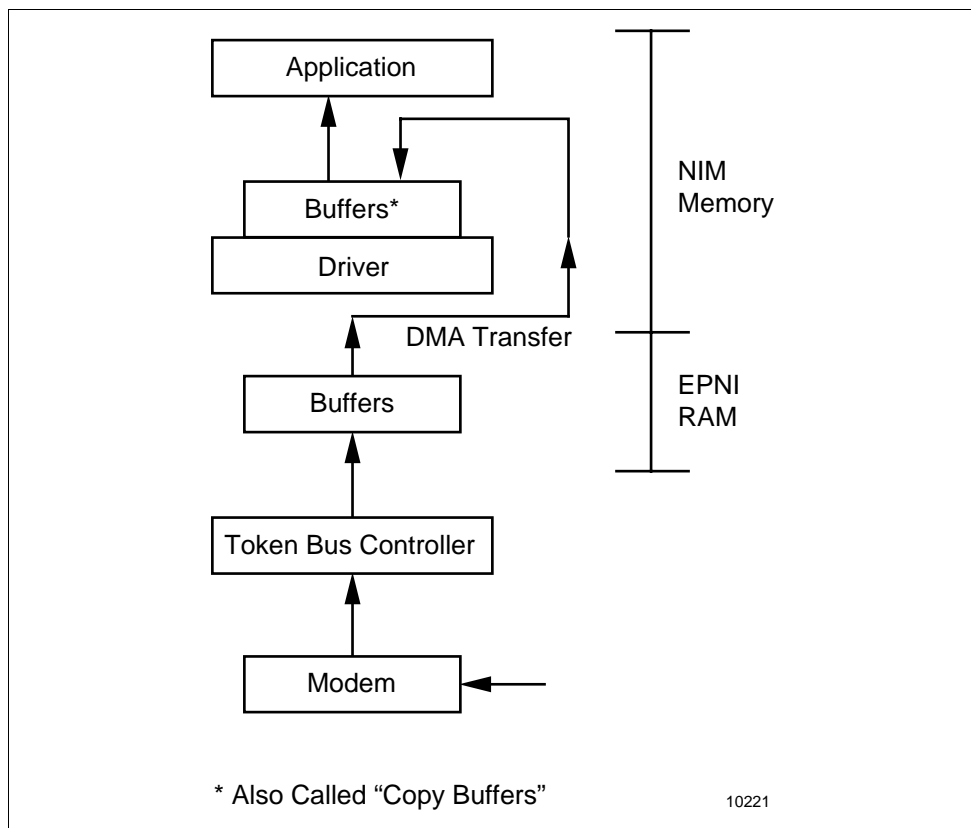 Application
NIM
Memory
Buffers*
Driver
DMA Transfer
EPNI
RAM
Buffers
Token Bus Controller
Modem
* Also Called “Copy Buffers”
10221